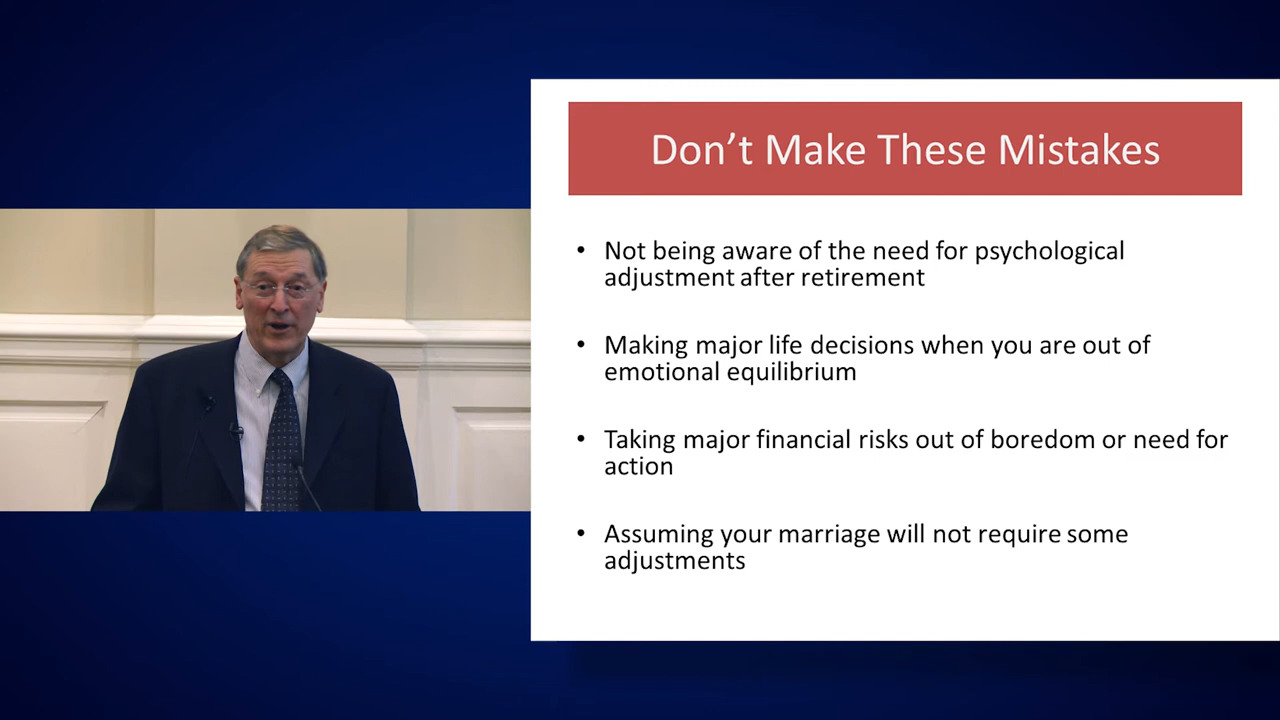 Don’t Make These Mistakes
• Not being aware of the need for psychological
adjustment after retirement
• Making major life decisions when you are out of
emotional equilibrium
• Taking major financial risks out of boredom or need for
action
• Assuming your marriage will not require some
adjustments